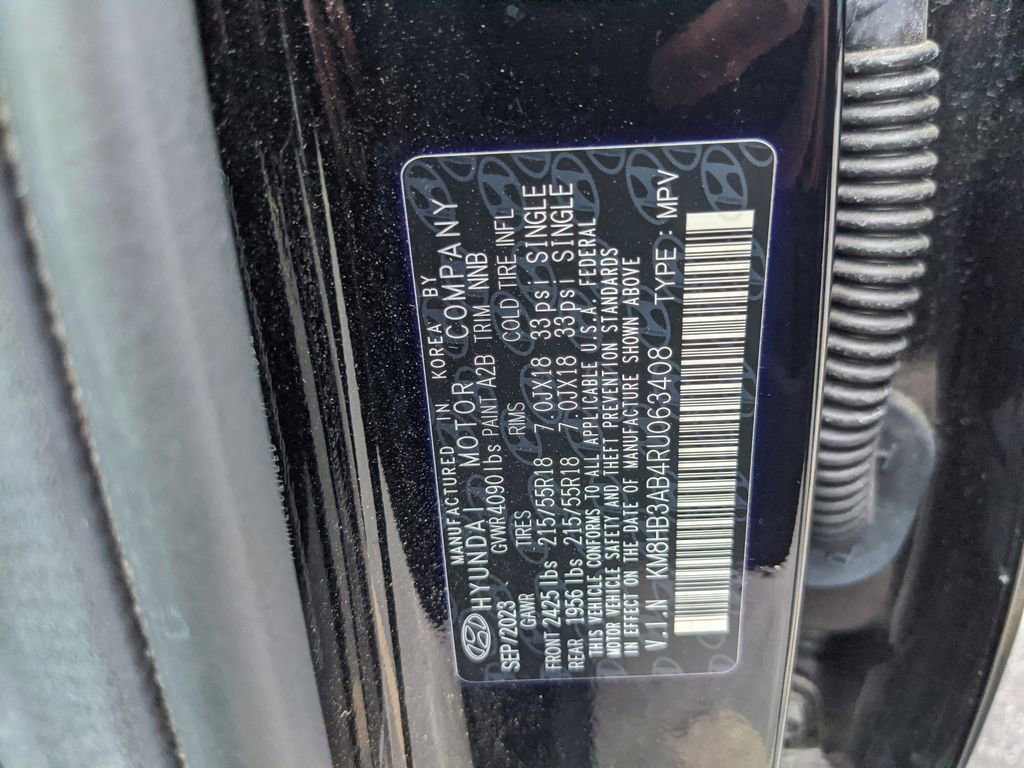 MANUFACTURED IN KOREA BY
HYUNDAI MOTOR COMPANY
SEP/2023 GVWR4090lbs PAINT A2B TRIM NNB
GAWR TIRES RIMS COLD TIRE INFL
FRONT 2425lbs 215/55R18 7.0JX18 33psi SINGLE
REAR 1956lbs 215/55R18 7.0JX18 33psi SINGLE
THIS VEHICLE CONFORMS TO ALL APPLICABLE U.S.A. FEDERAL
MOTOR VEHICLE SAFETY AND THEFT PREVENTION STANDARDS
IN EFFECT ON THE DATE OF MANUFACTURE SHOWN ABOVE
V.I.N KM8HB3AB4RU063408 TYPE: MPV